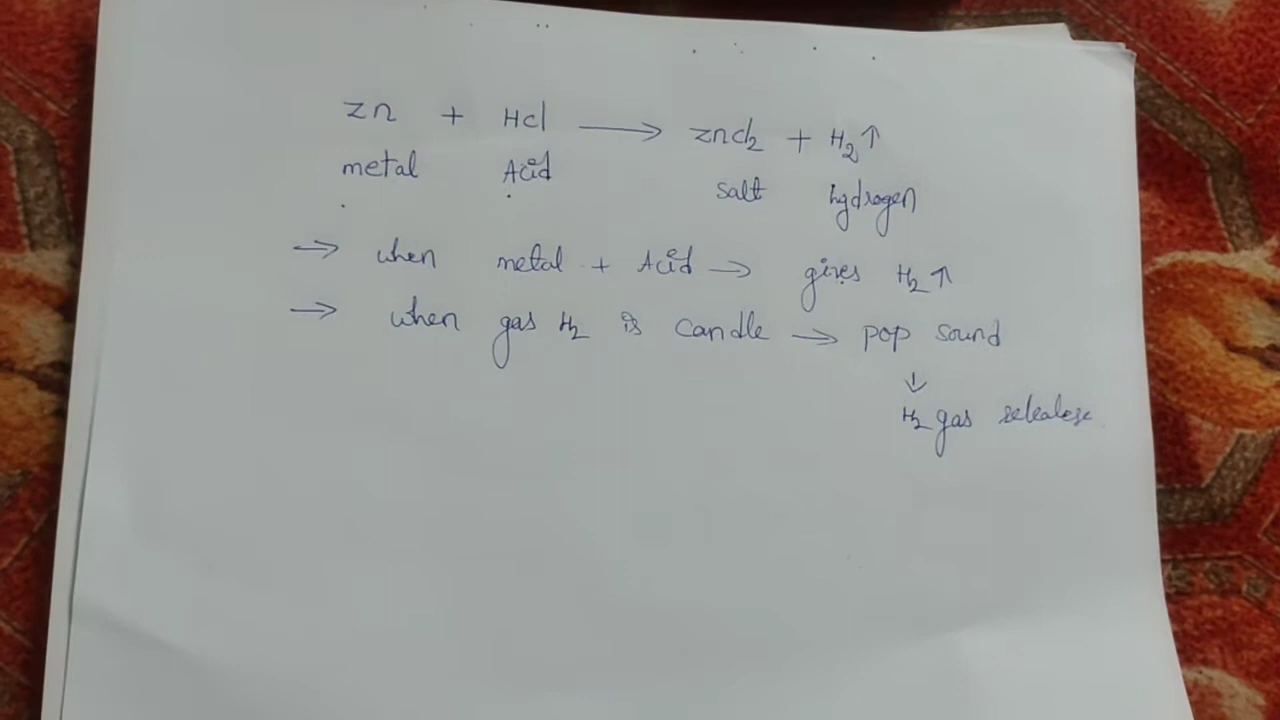 Zn + Hcl → Zncl2 + H2↑
metal Acid salt hydrogen
→ when metal + Acid → gives H2↑
→ when gas H2 is candle → pop sound
↓
H2 gas relealese